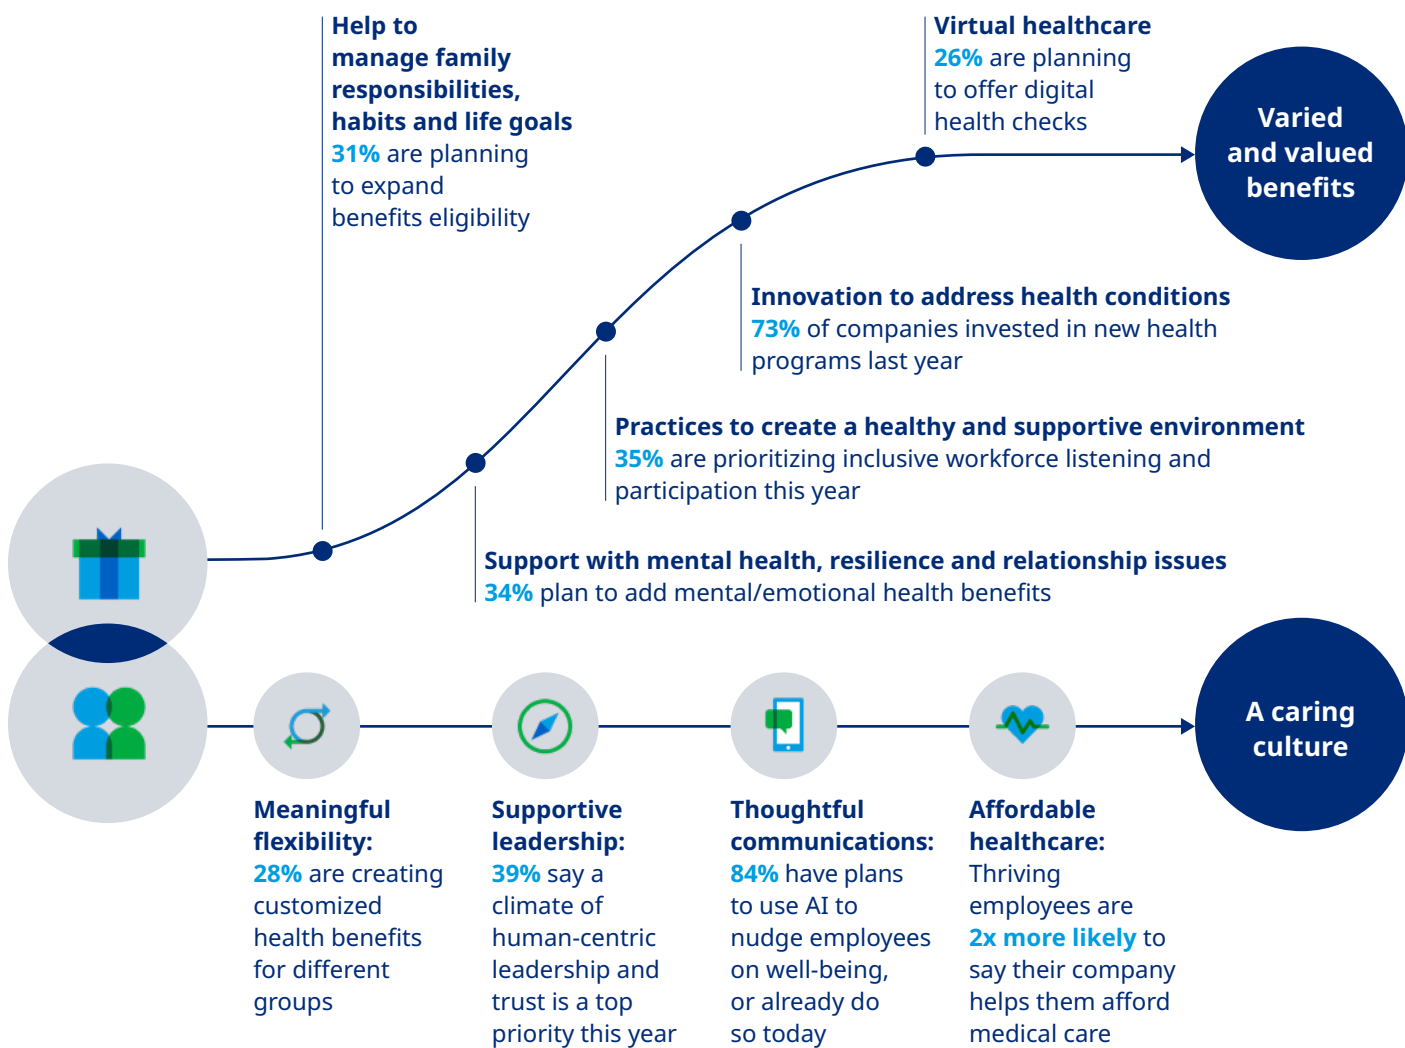 Help to
manage family
responsibilities,
habits and life goals
31% are planning
to expand
benefits eligibility
Virtual healthcare
26% are planning
to offer digital
health checks
Varied
and valued
benefits
Innovation to address health conditions
73% of companies invested in new health
programs last year
Practices to create a healthy and supportive environment
35% are prioritizing inclusive workforce listening and
participation this year
Support with mental health, resilience and relationship issues
34% plan to add mental/emotional health benefits
A caring
culture
Meaningful
flexibility:
28% are creating
customized
health benefits
for different
groups
Supportive
leadership:
39% say a
climate of
human-centric
leadership and
trust is a top
priority this year
Thoughtful
communications:
84% have plans
to use AI to
nudge employees
on well-being,
or already do
so today
Affordable
healthcare:
Thriving
employees are
2x more likely to
say their company
helps them afford
medical care